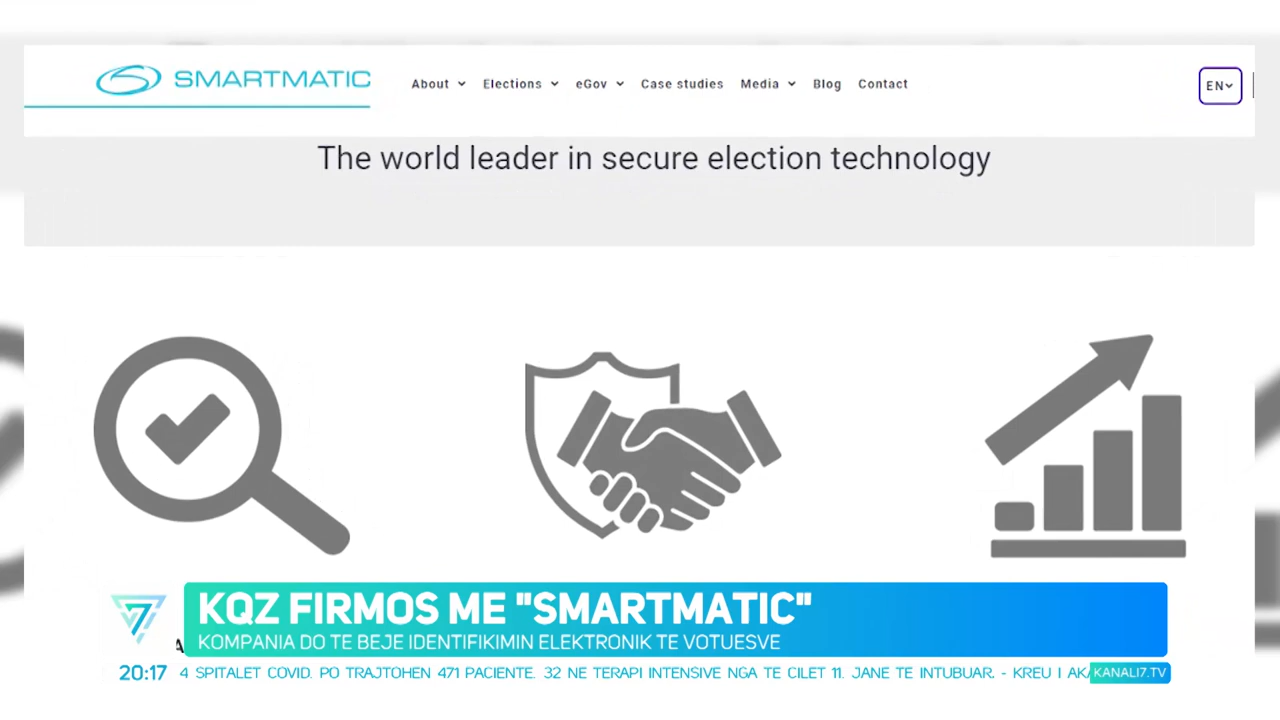 SMARTMATIC
About Elections eGov Case studies Media Blog Contact
EN
The world leader in secure election technology
KQZ FIRMOS ME "SMARTMATIC"
KOMPANIA DO TE BEJE IDENTIFIKIMIN ELEKTRONIK TE VOTUESVE
20:17 4 SPITALET COVID. PO TRAJTOHEN 471 PACIENTE. 32 NE TERAPI INTENSIVE NGA TE CILET 11. JANE TE INTUBUAR. - KREU I AKA KANALI7.TV